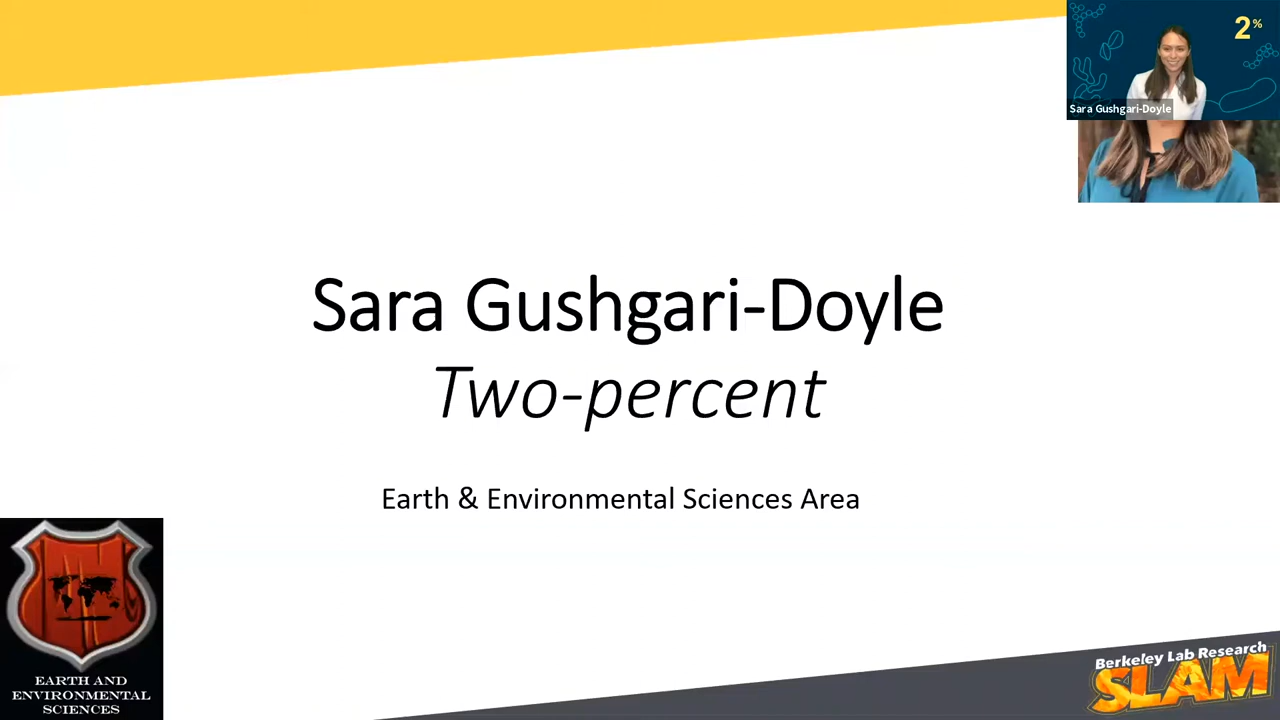 2%
Sara Gushgari-Doyle
Sara Gushgari-Doyle
Two-percent
Earth & Environmental Sciences Area
EARTH AND
ENVIRONMENTAL
SCIENCES
Berkeley Lab Research
SLAM